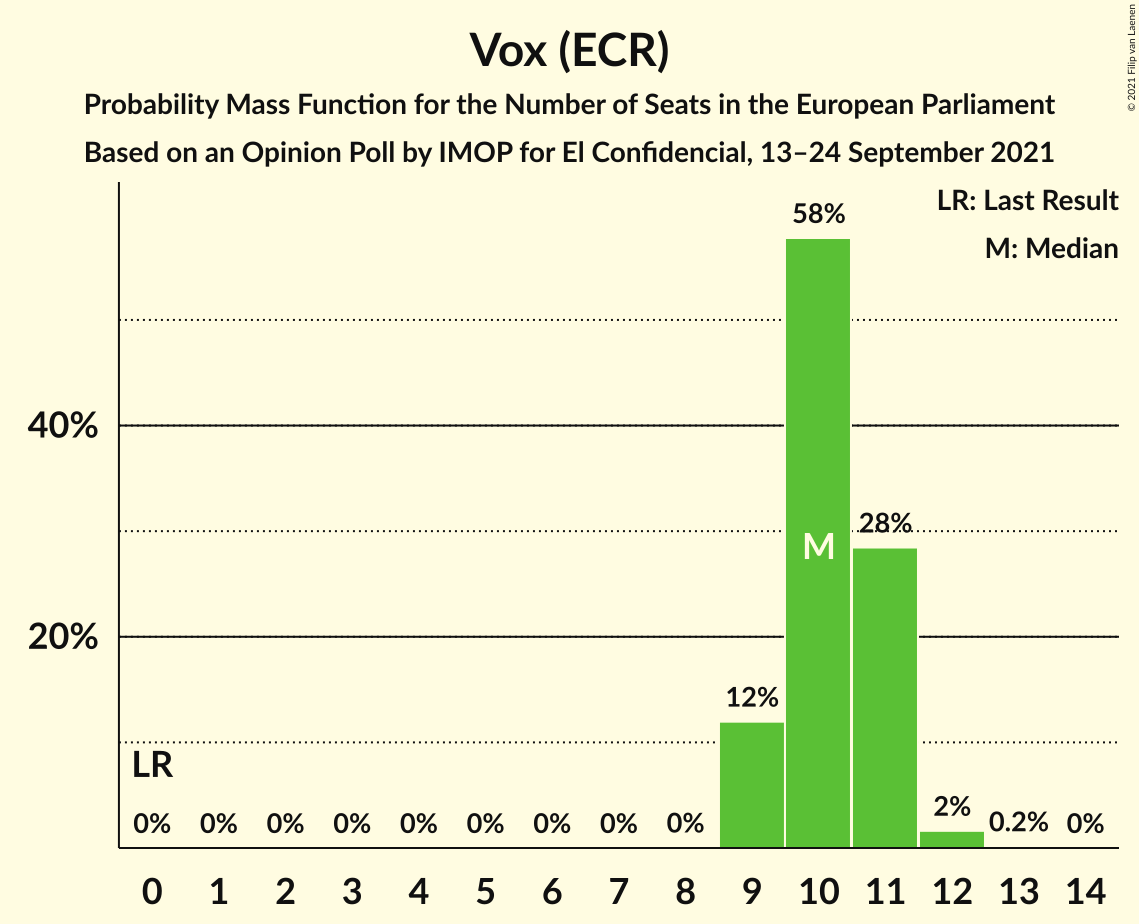 © 2021 Filip van Laenen
Vox (ECR)
Probability Mass Function for the Number of Seats in the European Parliament
Based on an Opinion Poll by IMOP for El Confidencial, 13–24 September 2021
LR: Last Result
M: Median
58%
40%
28%
M
20%
12%
LR
0% 0% 0% 0% 0% 0% 0% 0% 0% 2% 0.2% 0%
0 1 2 3 4 5 6 7 8 9 10 11 12 13 14